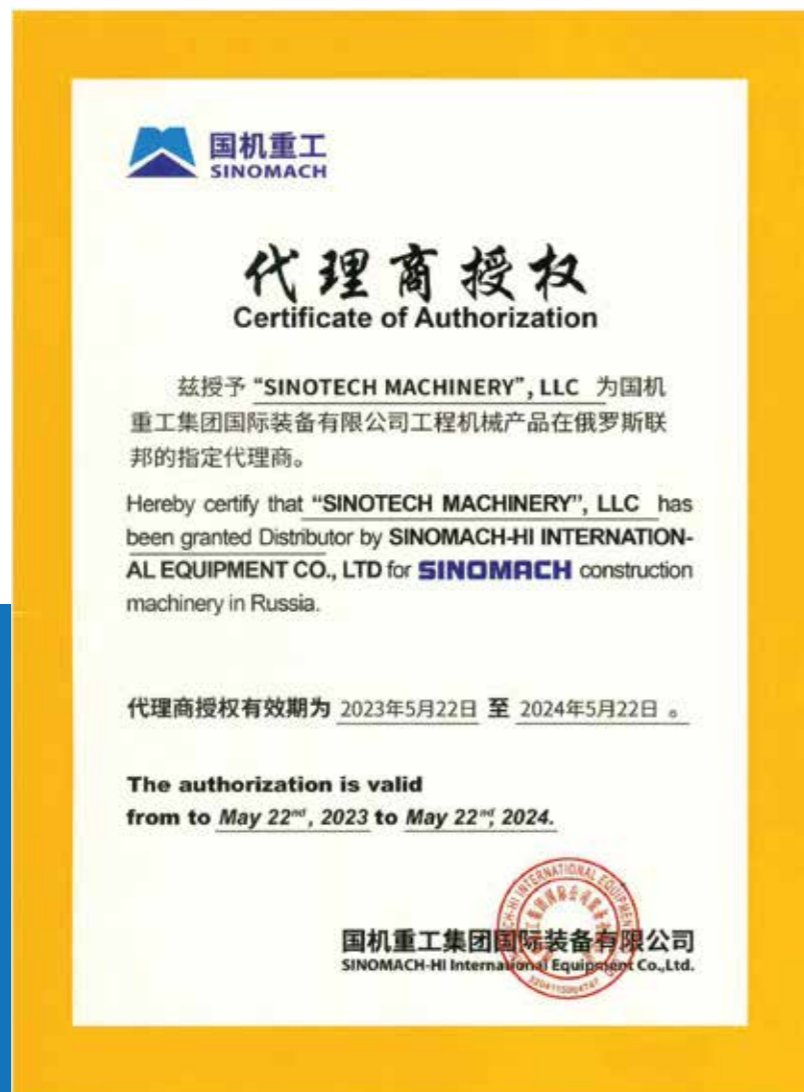 国机重工
SINOMACH
代理商授权
Certificate of Authorization
兹授予 “SINOTECH MACHINERY”, LLC 为国机
重工集团国际装备有限公司工程机械产品在俄罗斯联
邦的指定代理商。
Hereby certify that “SINOTECH MACHINERY”, LLC has
been granted Distributor by SINOMACH-HI INTERNATION-
AL EQUIPMENT CO., LTD for SINOMACH construction
machinery in Russia.
代理商授权有效期为 2023年5月22日 至 2024年5月22日 。
The authorization is valid
from to May 22nd, 2023 to May 22nd, 2024.
国机重工集团国际装备有限公司
SINOMACH-HI International Equipment Co.,Ltd.